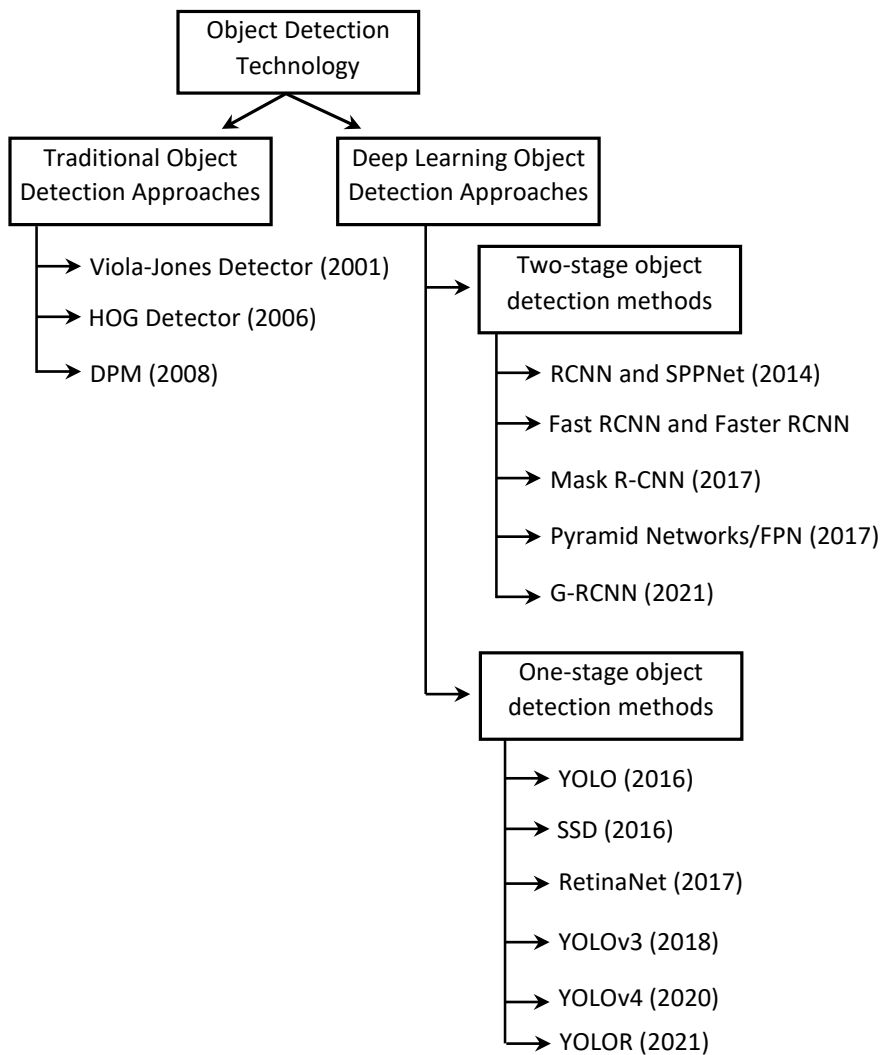 Object Detection
Technology
Traditional Object
Detection Approaches
Deep Learning Object
Detection Approaches
Viola-Jones Detector (2001)
HOG Detector (2006)
DPM (2008)
Two-stage object
detection methods
RCNN and SPPNet (2014)
Fast RCNN and Faster RCNN
Mask R-CNN (2017)
Pyramid Networks/FPN (2017)
G-RCNN (2021)
One-stage object
detection methods
YOLO (2016)
SSD (2016)
RetinaNet (2017)
YOLOv3 (2018)
YOLOv4 (2020)
YOLOR (2021)